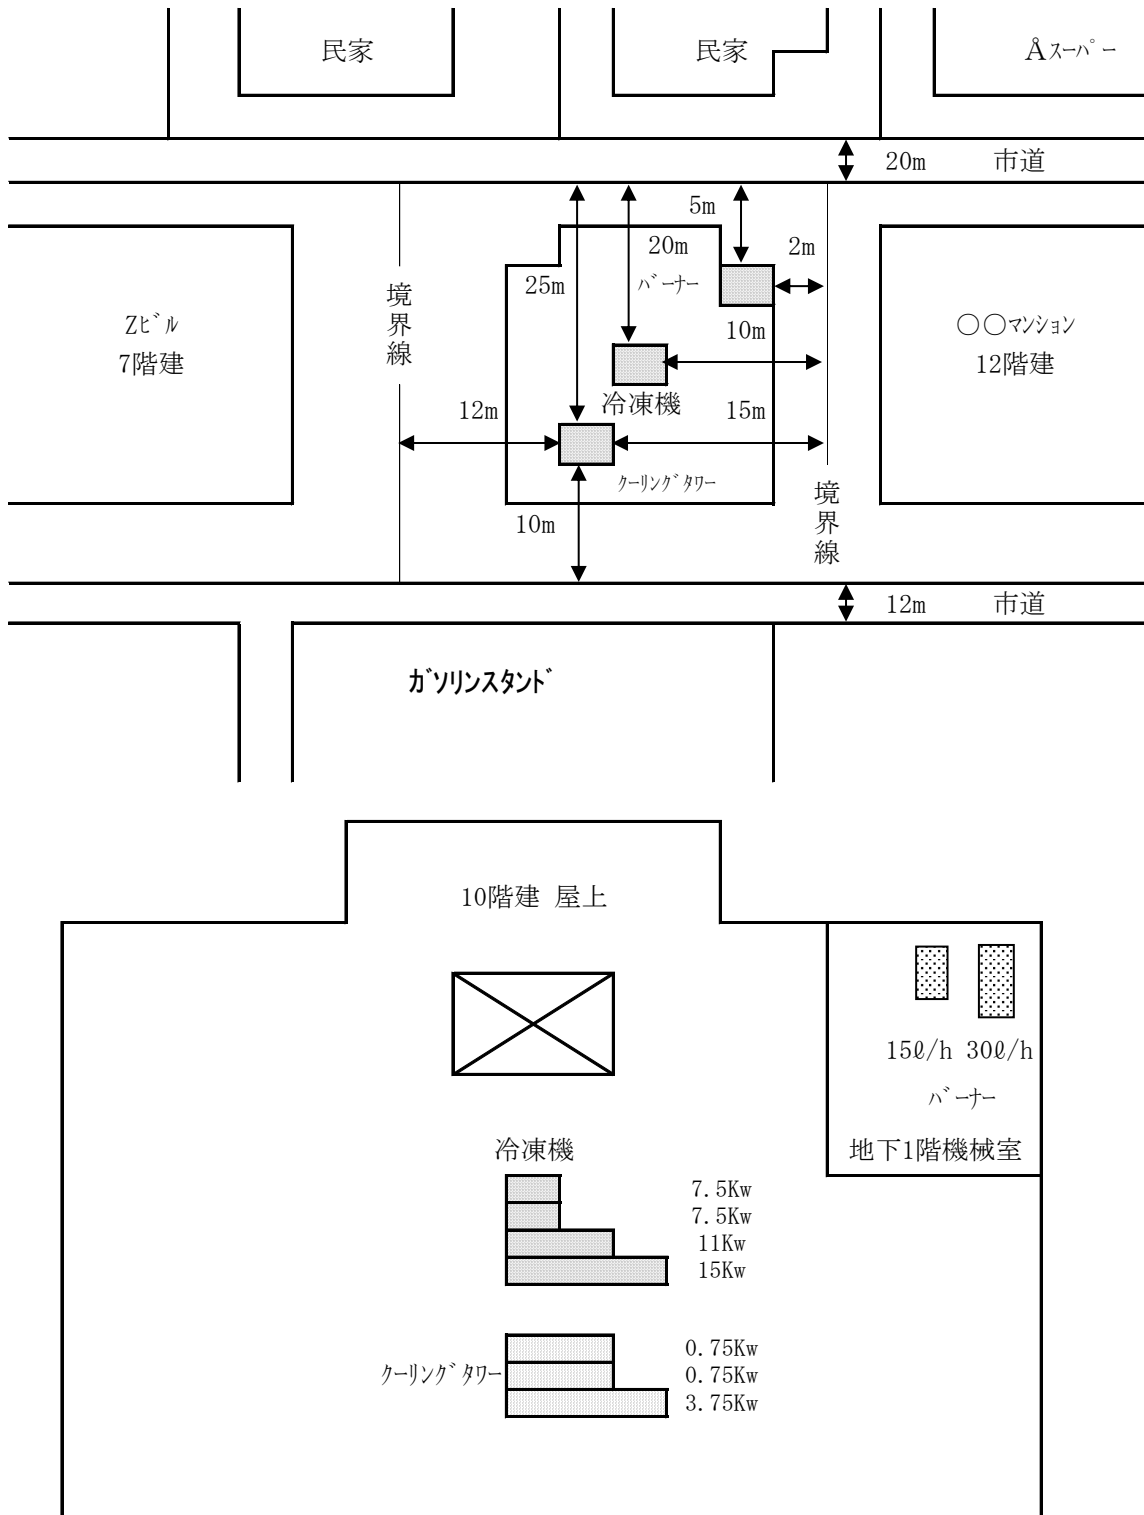 民家
民家
Åスーパー
20m
市道
5m
20m
2m
25m
バーナー
境界線
Zビル
7階建
10m
〇〇マンション
12階建
冷凍機
12m
15m
クーリングタワー
境界線
10m
12m
市道
ガソリンスタンド
10階建 屋上
15ℓ/h 30ℓ/h
バーナー
地下1階機械室
冷凍機
7.5Kw
7.5Kw
11Kw
15Kw
0.75Kw
クーリングタワー
0.75Kw
3.75Kw